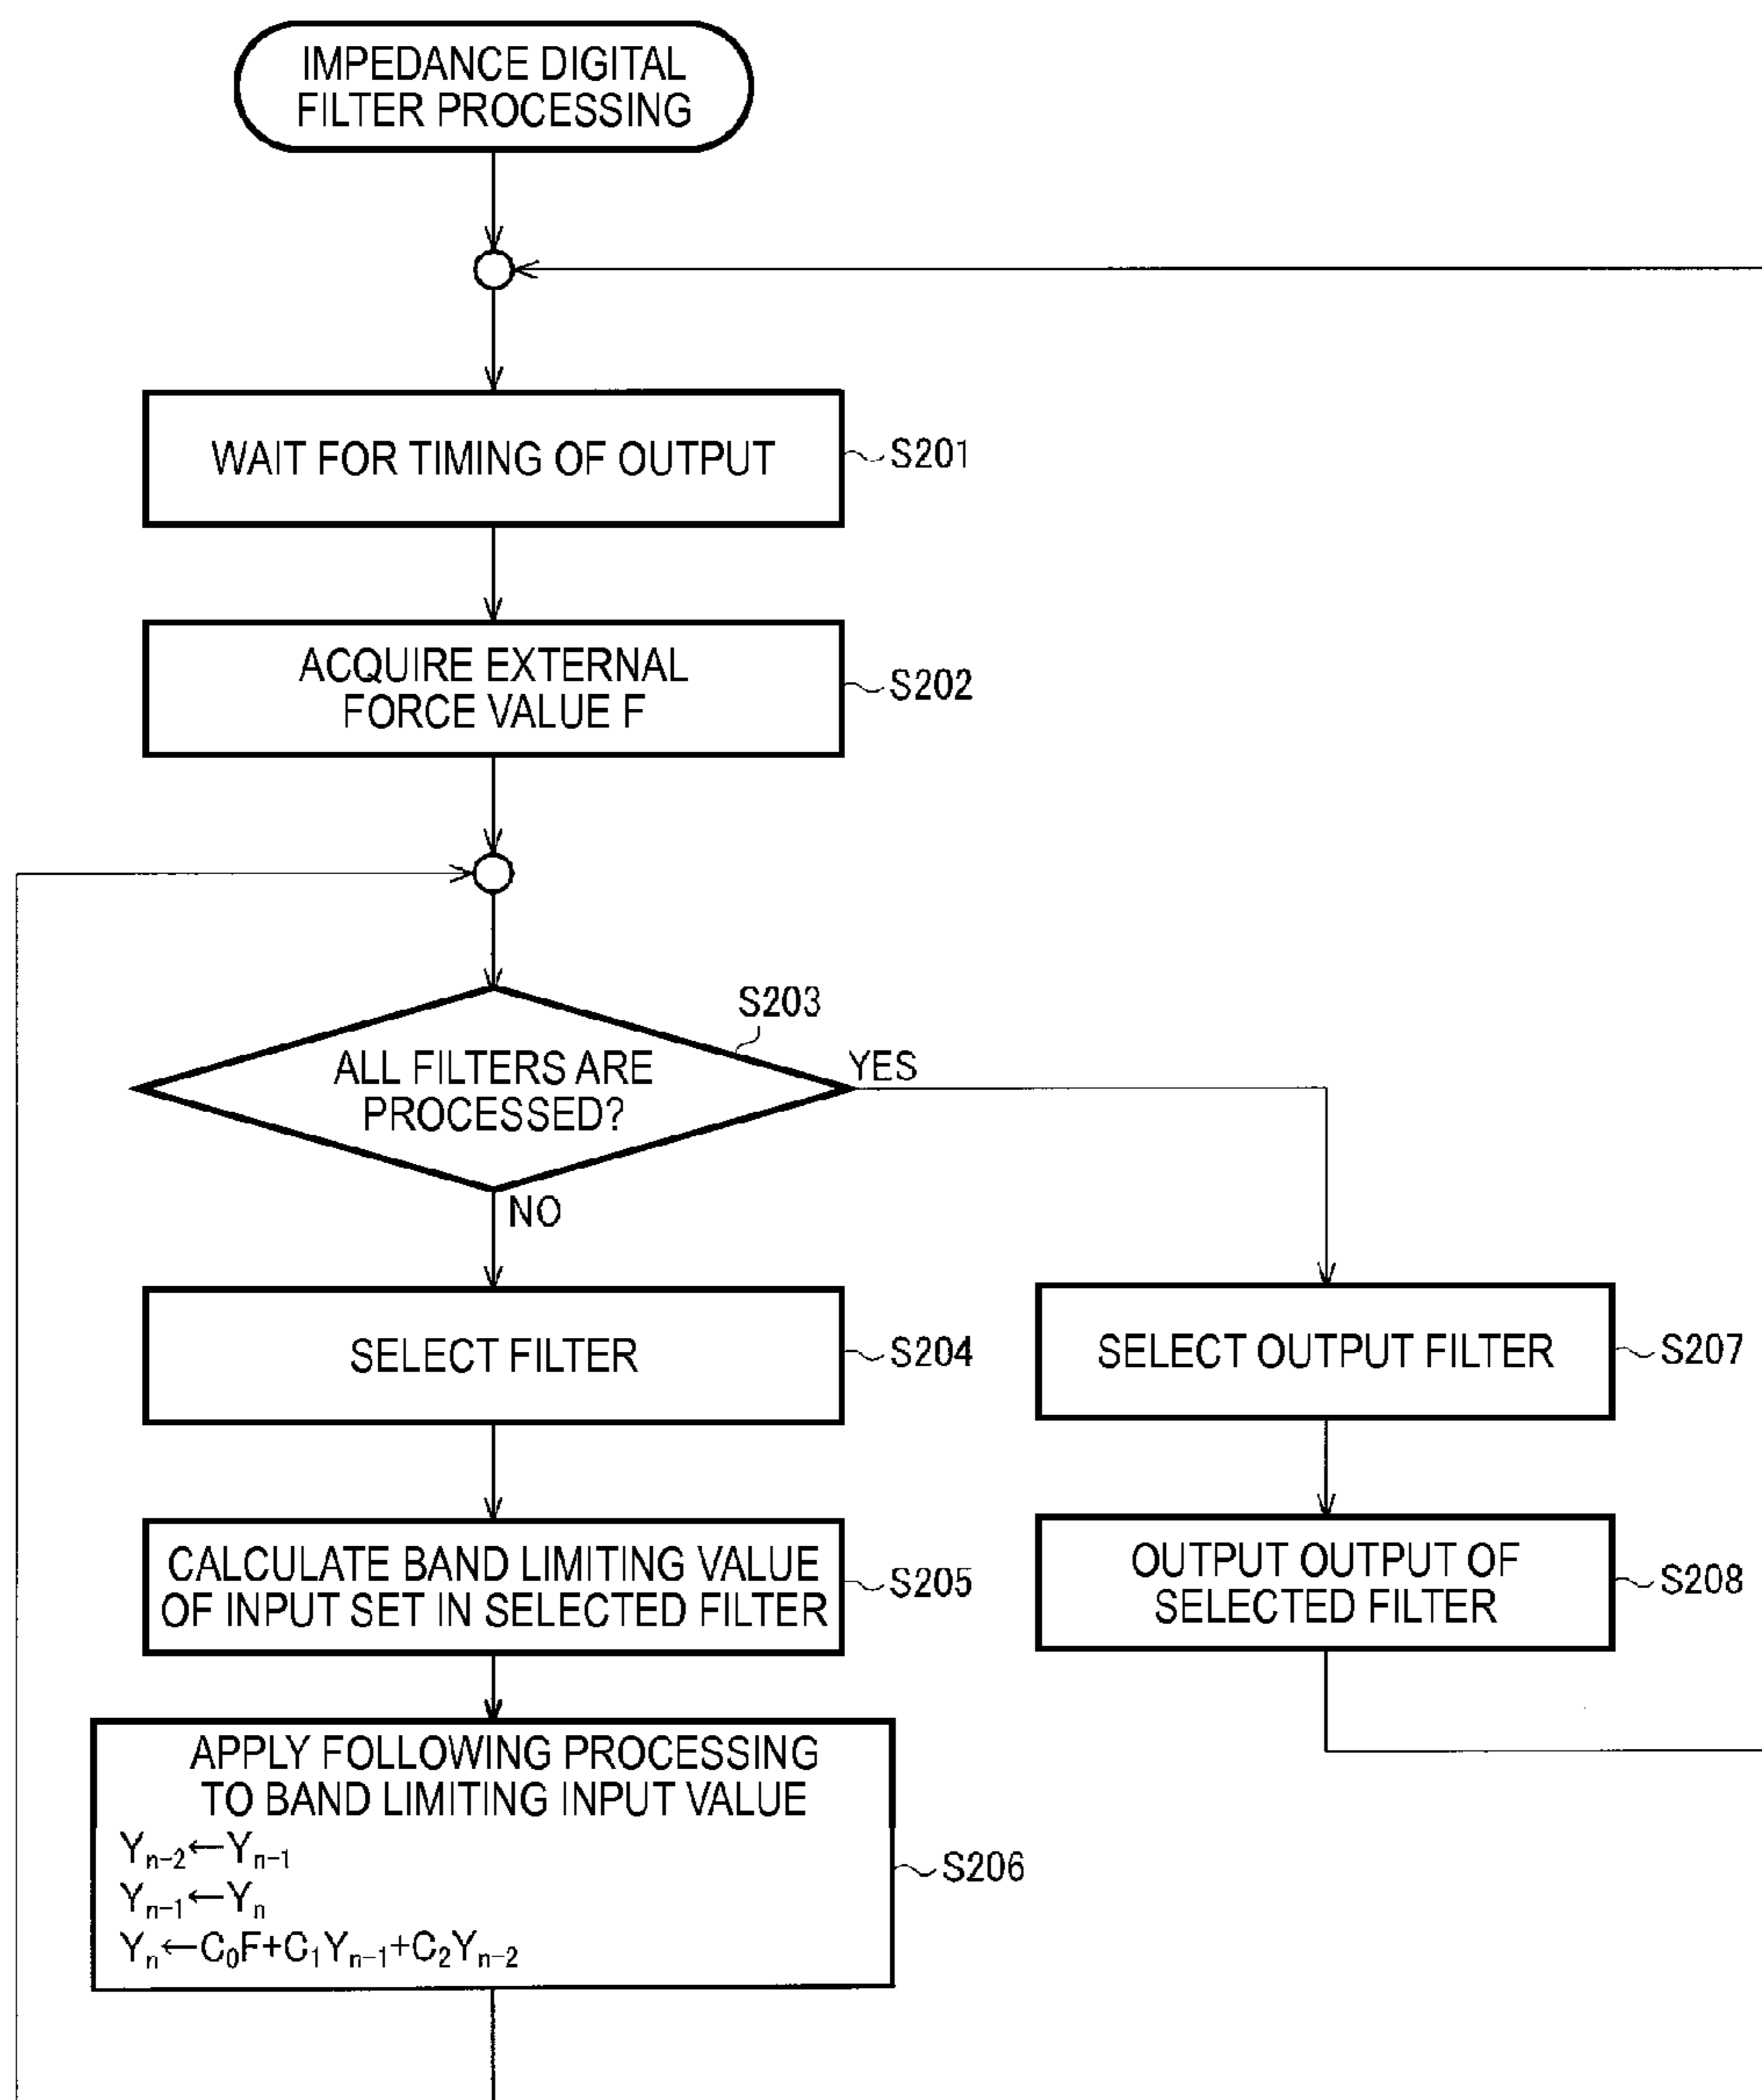 IMPEDANCE DIGITAL
FILTER PROCESSING
WAIT FOR TIMING OF OUTPUT
S201
ACQUIRE EXTERNAL
FORCE VALUE F
S202
S203
ALL FILTERS ARE
PROCESSED?
YES
NO
SELECT FILTER
S204
SELECT OUTPUT FILTER
S207
CALCULATE BAND LIMITING VALUE
OF INPUT SET IN SELECTED FILTER
S205
OUTPUT OUTPUT OF
SELECTED FILTER
S208
APPLY FOLLOWING PROCESSING
TO BAND LIMITING INPUT VALUE
Yₙ₋₂←Yₙ₋₁
Yₙ₋₁←Yₙ
Yₙ←C₀F+C₁Yₙ₋₁+C₂Yₙ₋₂
S206